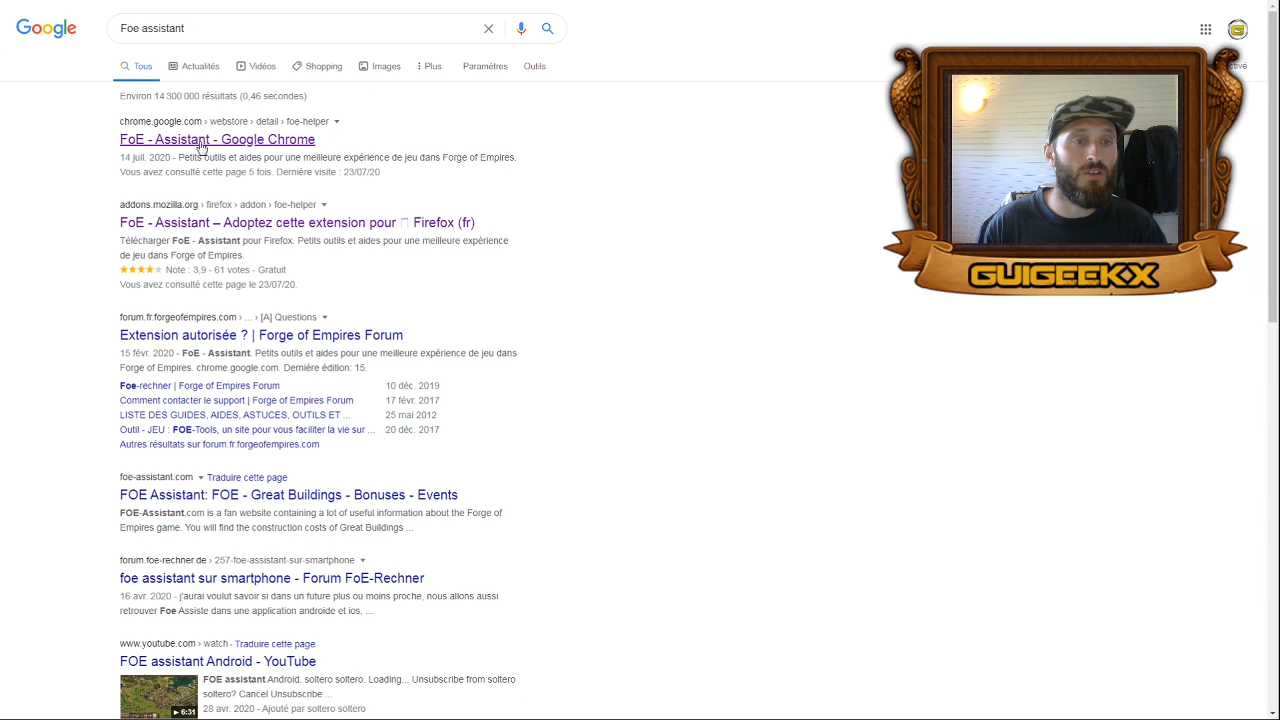 Google
Foe assistant
Tous Actualités Vidéos Shopping Images Plus Paramètres Outils
Environ 14 300 000 résultats (0,46 secondes)
chrome.google.com › webstore › detail › foe-helper
FoE - Assistant - Google Chrome
14 juil. 2020 - Petits outils et aides pour une meilleure expérience de jeu dans Forge of Empires.
Vous avez consulté cette page 5 fois. Dernière visite : 23/07/20
addons.mozilla.org › firefox › addon › foe-helper
FoE - Assistant – Adoptez cette extension pour Firefox (fr)
Télécharger FoE - Assistant pour Firefox. Petits outils et aides pour une meilleure expérience
de jeu dans Forge of Empires.
Note : 3,9 - 61 votes - Gratuit
Vous avez consulté cette page le 23/07/20.
forum.fr.forgeofempires.com › ... › [A] Questions
Extension autorisée ? | Forge of Empires Forum
15 févr. 2020 - FoE - Assistant. Petits outils et aides pour une meilleure expérience de jeu dans
Forge of Empires. chrome.google.com. Dernière édition: 15.
Foe-rechner | Forge of Empires Forum 10 déc. 2019
Comment contacter le support | Forge of Empires Forum 17 févr. 2017
LISTE DES GUIDES, AIDES, ASTUCES, OUTILS ET ... 25 mai 2012
Outil - JEU : FOE-Tools, un site pour vous faciliter la vie sur ... 20 déc. 2017
Autres résultats sur forum.fr.forgeofempires.com
foe-assistant.com Traduire cette page
FOE Assistant: FOE - Great Buildings - Bonuses - Events
FOE-Assistant.com is a fan website containing a lot of useful information about the Forge of
Empires game. You will find the construction costs of Great Buildings ...
forum.foe-rechner.de › 257-foe-assistant-sur-smartphone
foe assistant sur smartphone - Forum FoE-Rechner
16 avr. 2020 - j'aurai voulut savoir si dans un future plus ou moins proche, nous allons aussi
retrouver Foe Assiste dans une application androide et ios, ...
www.youtube.com › watch - Traduire cette page
FOE assistant Android - YouTube
FOE assistant Android. soltero soltero. Loading... Unsubscribe from soltero
soltero? Cancel Unsubscribe ...
28 avr. 2020 - Ajouté par soltero soltero
6:31
GUIGEEKX